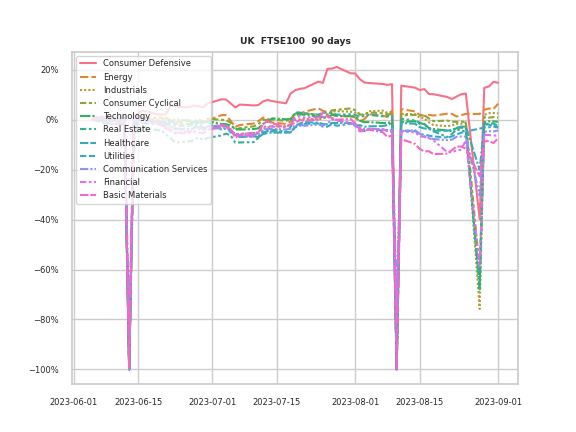 UK FTSE100 90 days
20%
0%
−20%
−40%
−60%
−80%
−100%
Consumer Defensive
Energy
Industrials
Consumer Cyclical
Technology
Real Estate
Healthcare
Utilities
Communication Services
Financial
Basic Materials
2023-06-01
2023-06-15
2023-07-01
2023-07-15
2023-08-01
2023-08-15
2023-09-01